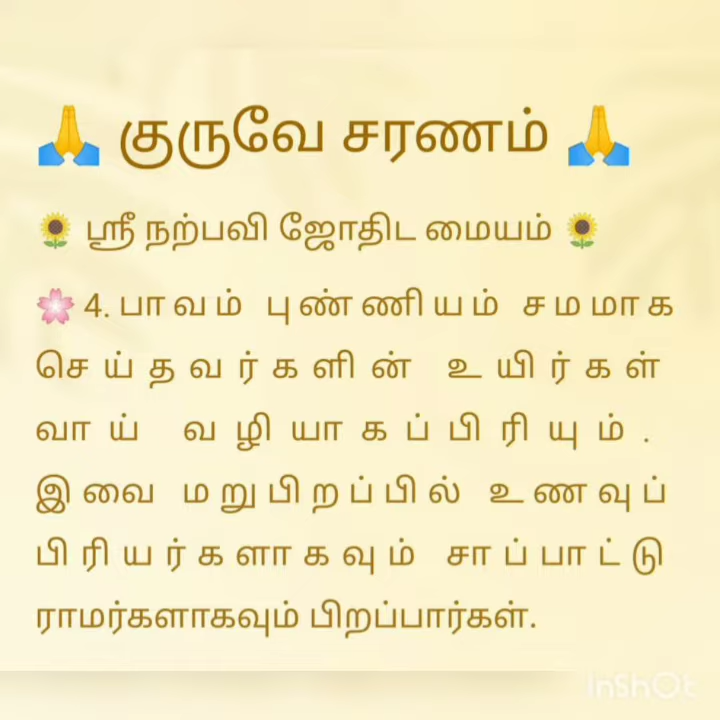 🙏 குருவே சரணம் 🙏
🌻 ஸ்ரீ நற்பவி ஜோதிட மையம் 🌻
🌸 4. பாவம் புண்ணியம் சமமாக
செய்தவர்களின் உயிர்கள்
வாய் வழியாகப்பிரியும்.
இவை மறுபிறப்பில் உணவுப்
பிரியர்களாகவும் சாப்பாட்டு
ராமர்களாகவும் பிறப்பார்கள்.
InShOt